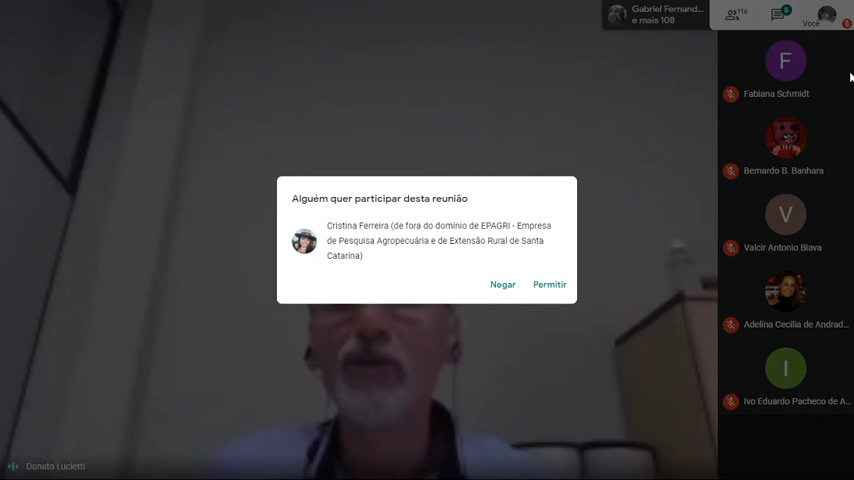 Gabriel Fernand...
e mais 108
116
6
Você
Fabiana Schmidt
Bernardo B. Banhara
V
Valcir Antonio Biava
Adelina Cecilia de Andrad...
I
Ivo Eduardo Pacheco de A...
F
Alguém quer participar desta reunião
Cristina Ferreira (de fora do domínio de EPAGRI - Empresa
de Pesquisa Agropecuária e de Extensão Rural de Santa
Catarina)
Negar
Permitir
Donato Lucietti